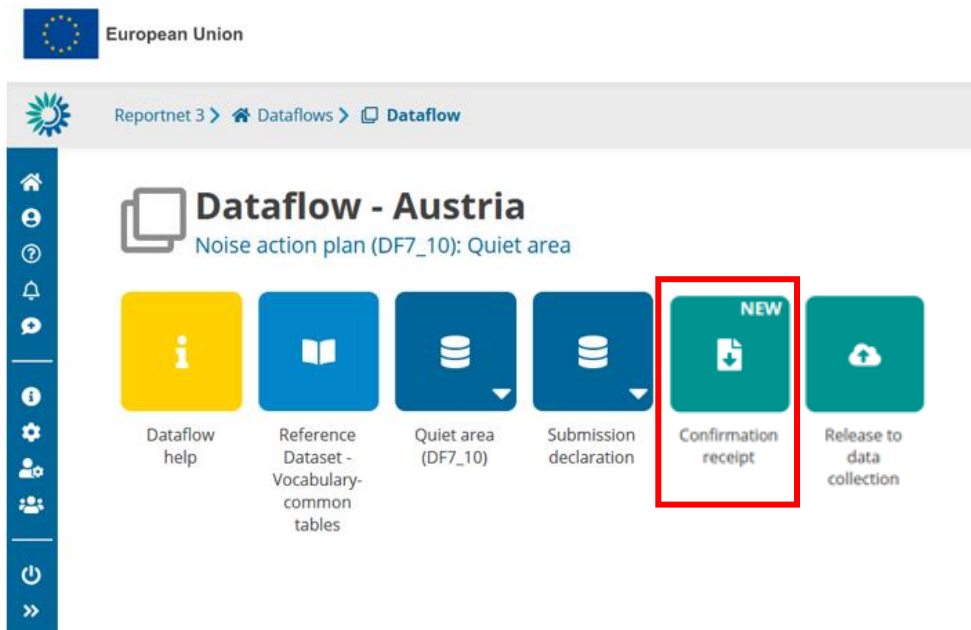 European Union
Reportnet 3 > Dataflows > Dataflow
Dataflow - Austria
Noise action plan (DF7_10): Quiet area
NEW
Dataflow
help
Reference
Dataset -
Vocabulary-
common
tables
Quiet area
(DF7_10)
Submission
declaration
Confirmation
receipt
Release to
data
collection